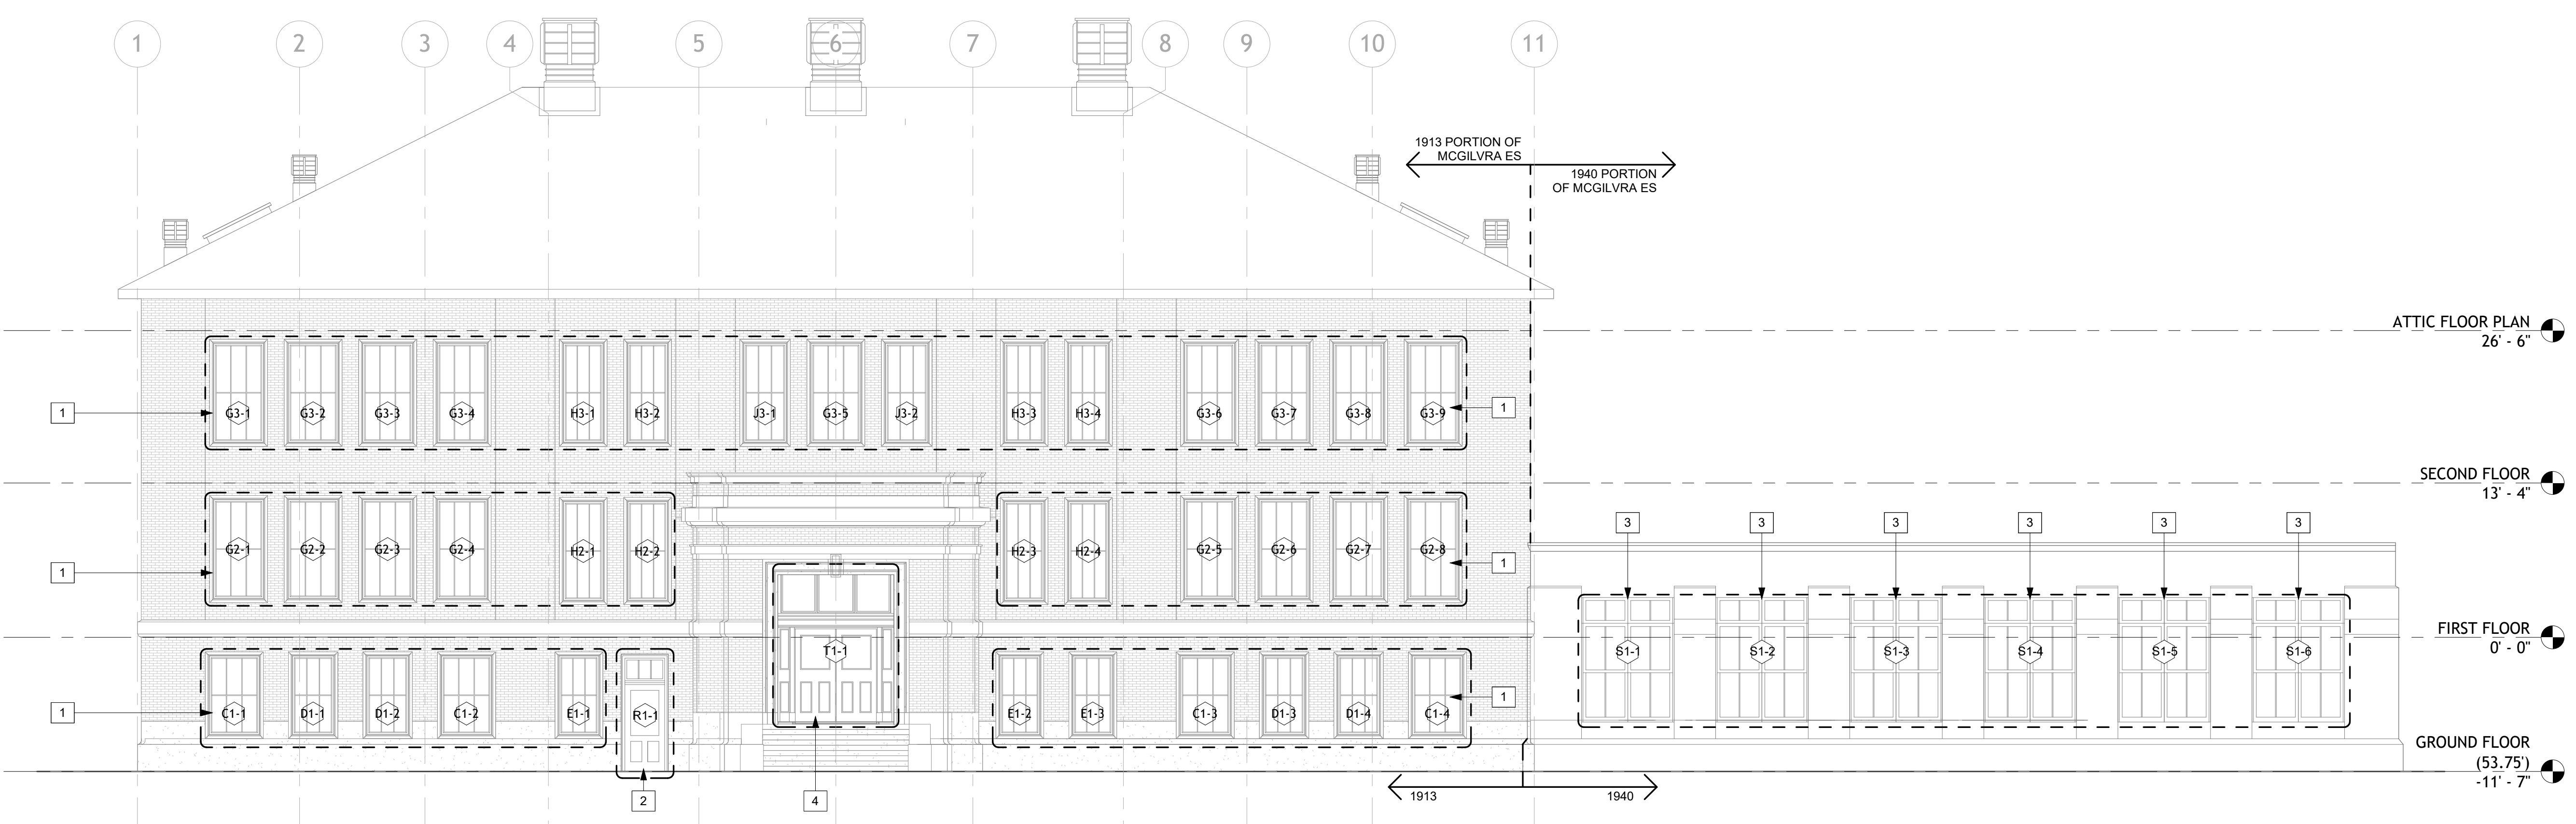 1 2 3 4 5 6 7 8 9 10 11
1913 PORTION OF
MCGILVRA ES
1940 PORTION
OF MCGILVRA ES
ATTIC FLOOR PLAN
26' - 6"
1 G3-1 G3-2 G3-3 G3-4 H3-1 H3-2 J3-1 G3-5 J3-2 H3-3 H3-4 G3-6 G3-7 G3-8 G3-9 1
SECOND FLOOR
13' - 4"
3 3 3 3 3 3
G2-1 G2-2 G2-3 G2-4 H2-1 H2-2 H2-3 H2-4 G2-5 G2-6 G2-7 G2-8
1 1
FIRST FLOOR
0' - 0"
T1-1 S1-1 S1-2 S1-3 S1-4 S1-5 S1-6
1 C1-1 D1-1 D1-2 C1-2 E1-1 R1-1 E1-2 E1-3 C1-3 D1-3 D1-4 C1-4 1
GROUND FLOOR
(53.75')
-11' - 7"
2 4
1913 1940